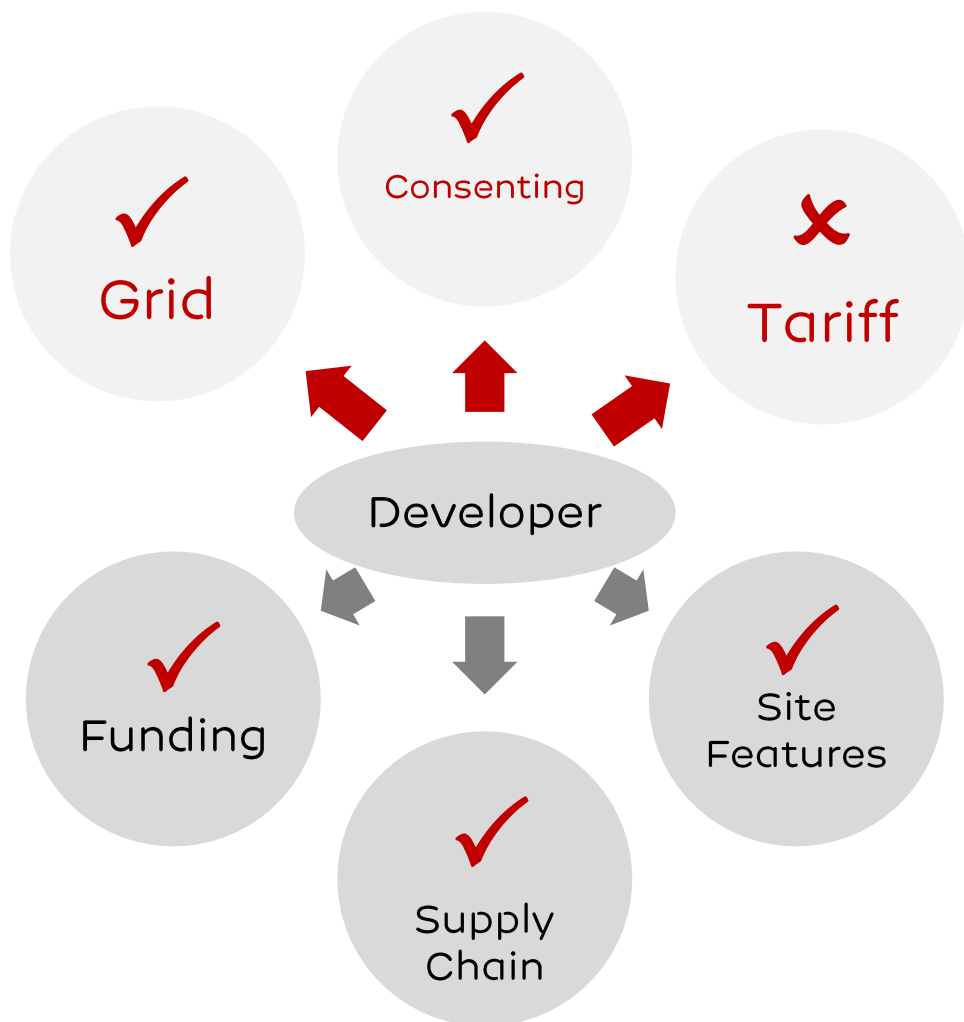 Consenting
Grid
Tariff
Developer
Funding
Site
Features
Supply
Chain